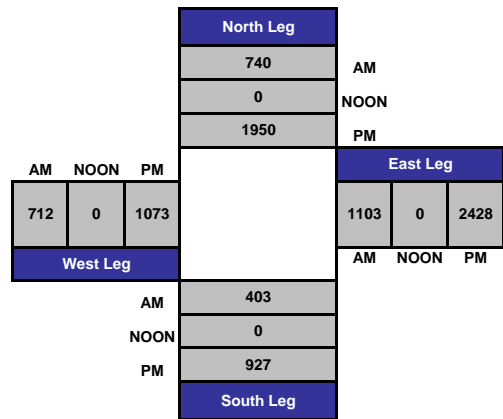 North Leg
740 AM
0 NOON
1950 PM
East Leg
AM NOON PM
712 0 1073
1103 0 2428
West Leg
AM NOON PM
AM 403
NOON 0
PM 927
South Leg